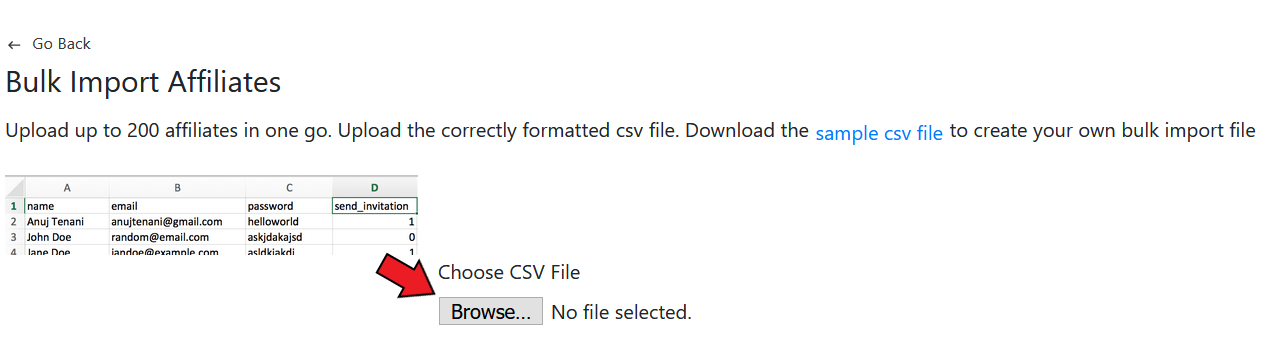 ← Go Back
Bulk Import Affiliates
Upload up to 200 affiliates in one go. Upload the correctly formatted csv file. Download the sample csv file to create your own bulk import file
A B C D
1 name email password send_invitation
2 Anuj Tenani anujtenani@gmail.com helloworld 1
3 John Doe random@email.com askjdakajsd 0
4 Jane Doe jandoe@example.com asldkjakdj 1
Choose CSV File
Browse... No file selected.